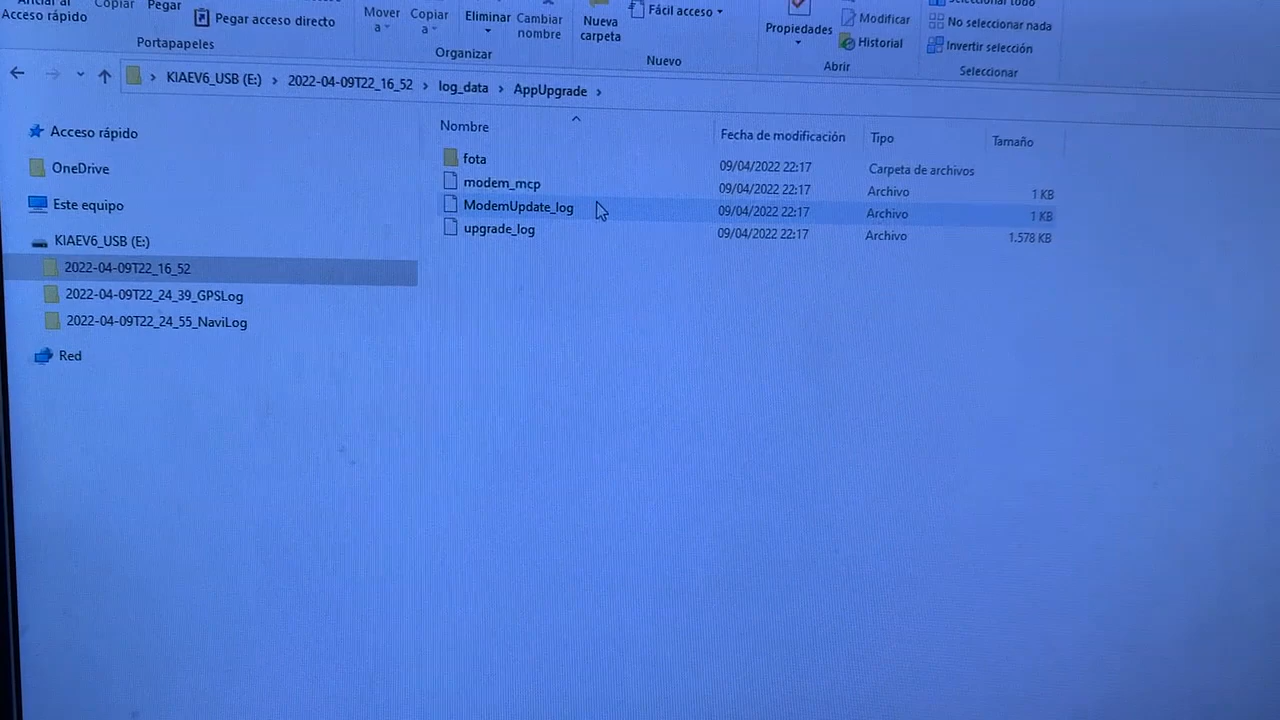 Copiar
Pegar
Acceso rápido
Pegar acceso directo
Portapapeles
Mover
a
Copiar
a
Eliminar
Cambiar
nombre
Organizar
Nueva
carpeta
Fácil acceso
Nuevo
Propiedades
Modificar
Historial
Abrir
No seleccionar nada
Invertir selección
Seleccionar
KIAEV6_USB (E:) > 2022-04-09T22_16_52 > log_data > AppUpgrade >
Acceso rápido
OneDrive
Este equipo
KIAEV6_USB (E:)
2022-04-09T22_16_52
2022-04-09T22_24_39_GPSLog
2022-04-09T22_24_55_NaviLog
Red
Nombre Fecha de modificación Tipo Tamaño
fota 09/04/2022 22:17 Carpeta de archivos
modem_mcp 09/04/2022 22:17 Archivo 1 KB
ModemUpdate_log 09/04/2022 22:17 Archivo 1 KB
upgrade_log 09/04/2022 22:17 Archivo 1.578 KB